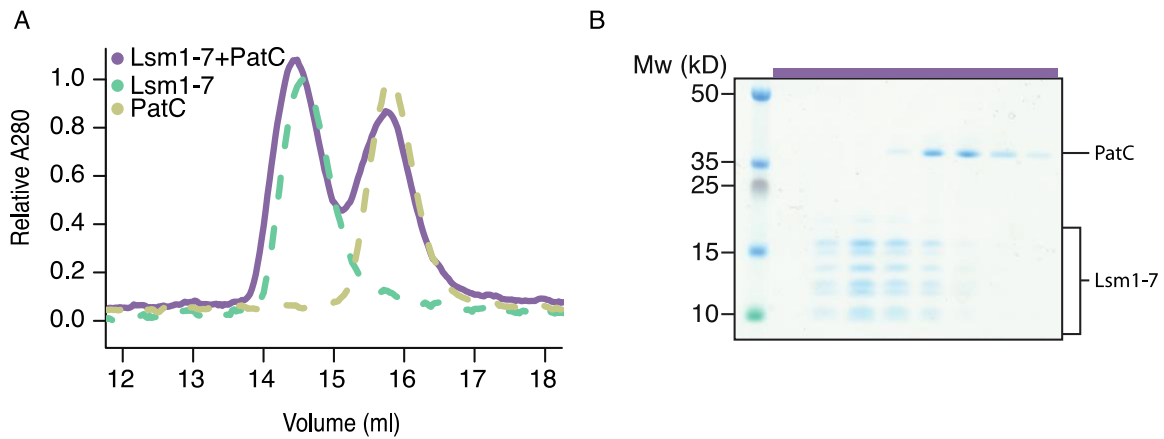 A
Lsm1-7+PatC
Lsm1-7
PatC
Relative A280
1.0
0.8
0.6
0.4
0.2
0.0
12 13 14 15 16 17 18
Volume (ml)
B
Mw (kD)
50
35
25
15
10
PatC
Lsm1-7